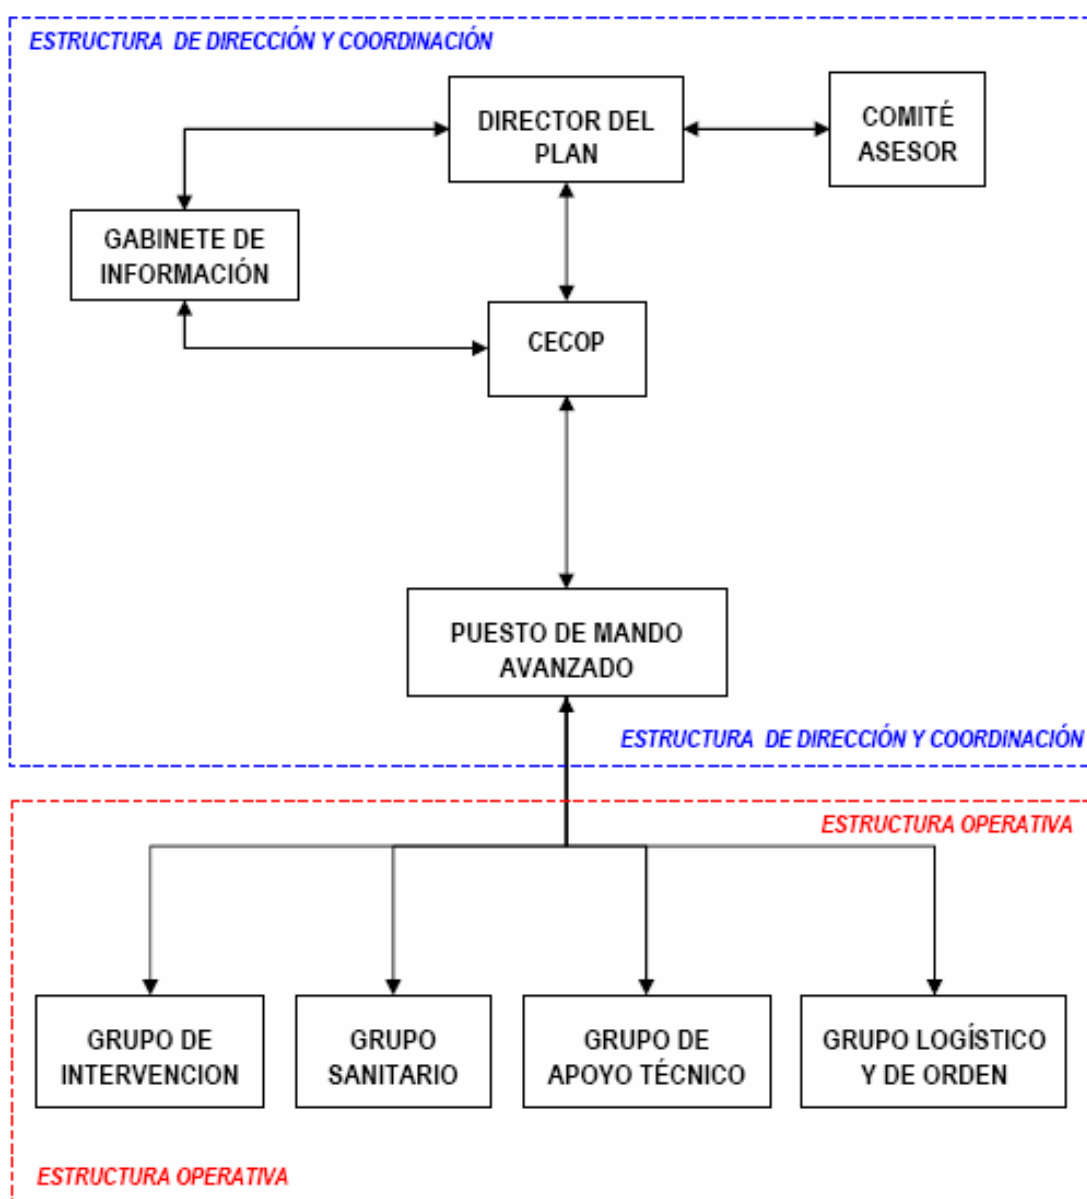 ESTRUCTURA DE DIRECCIÓN Y COORDINACIÓN
DIRECTOR DEL
PLAN
COMITÉ
ASESOR
GABINETE DE
INFORMACIÓN
CECOP
PUESTO DE MANDO
AVANZADO
ESTRUCTURA DE DIRECCIÓN Y COORDINACIÓN
ESTRUCTURA OPERATIVA
GRUPO DE
INTERVENCION
GRUPO
SANITARIO
GRUPO DE
APOYO TÉCNICO
GRUPO LOGÍSTICO
Y DE ORDEN
ESTRUCTURA OPERATIVA